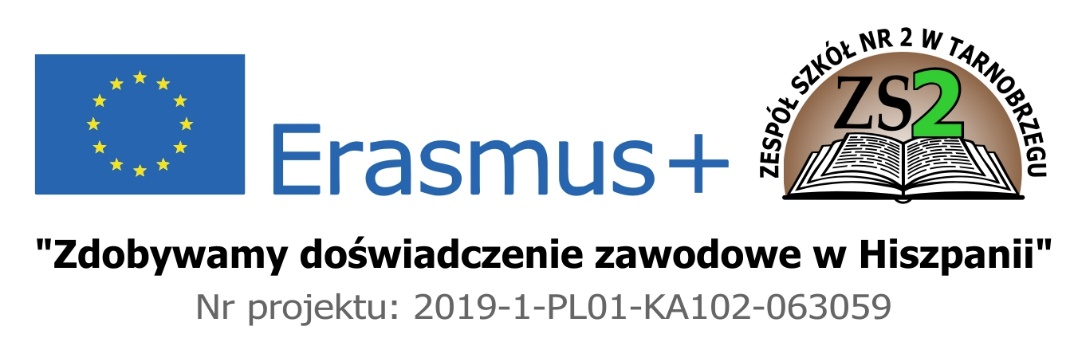 Erasmus+
ZESPÓŁ SZKÓŁ NR 2 W TARNOBRZEGU
ZS2
"Zdobywamy doświadczenie zawodowe w Hiszpanii"
Nr projektu: 2019-1-PL01-KA102-063059